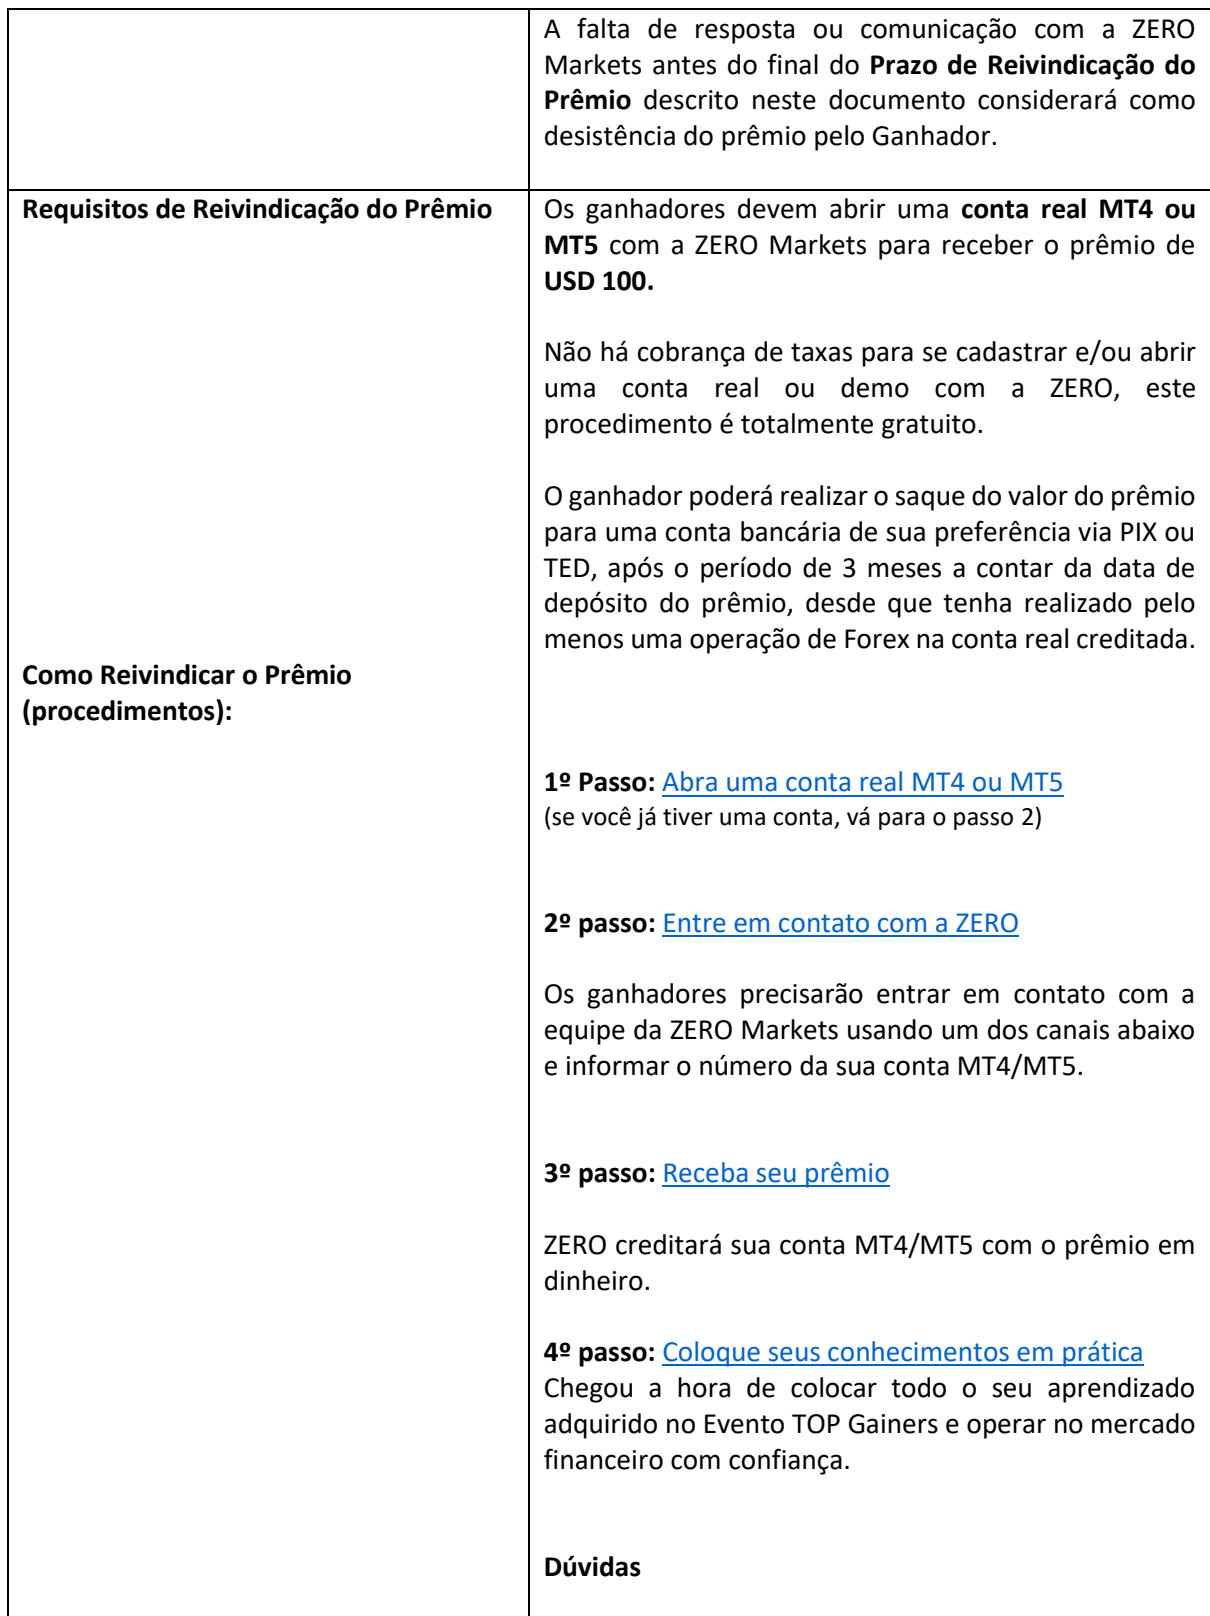 A falta de resposta ou comunicação com a ZERO
Markets antes do final do Prazo de Reivindicação do
Prêmio descrito neste documento considerará como
desistência do prêmio pelo Ganhador.
Requisitos de Reivindicação do Prêmio
Os ganhadores devem abrir uma conta real MT4 ou
MT5 com a ZERO Markets para receber o prêmio de
USD 100.
Não há cobrança de taxas para se cadastrar e/ou abrir
uma conta real ou demo com a ZERO, este
procedimento é totalmente gratuito.
O ganhador poderá realizar o saque do valor do prêmio
para uma conta bancária de sua preferência via PIX ou
TED, após o período de 3 meses a contar da data de
depósito do prêmio, desde que tenha realizado pelo
menos uma operação de Forex na conta real creditada.
Como Reivindicar o Prêmio
(procedimentos):
1º Passo: Abra uma conta real MT4 ou MT5
(se você já tiver uma conta, vá para o passo 2)
2º passo: Entre em contato com a ZERO
Os ganhadores precisarão entrar em contato com a
equipe da ZERO Markets usando um dos canais abaixo
e informar o número da sua conta MT4/MT5.
3º passo: Receba seu prêmio
ZERO creditará sua conta MT4/MT5 com o prêmio em
dinheiro.
4º passo: Coloque seus conhecimentos em prática
Chegou a hora de colocar todo o seu aprendizado
adquirido no Evento TOP Gainers e operar no mercado
financeiro com confiança.
Dúvidas